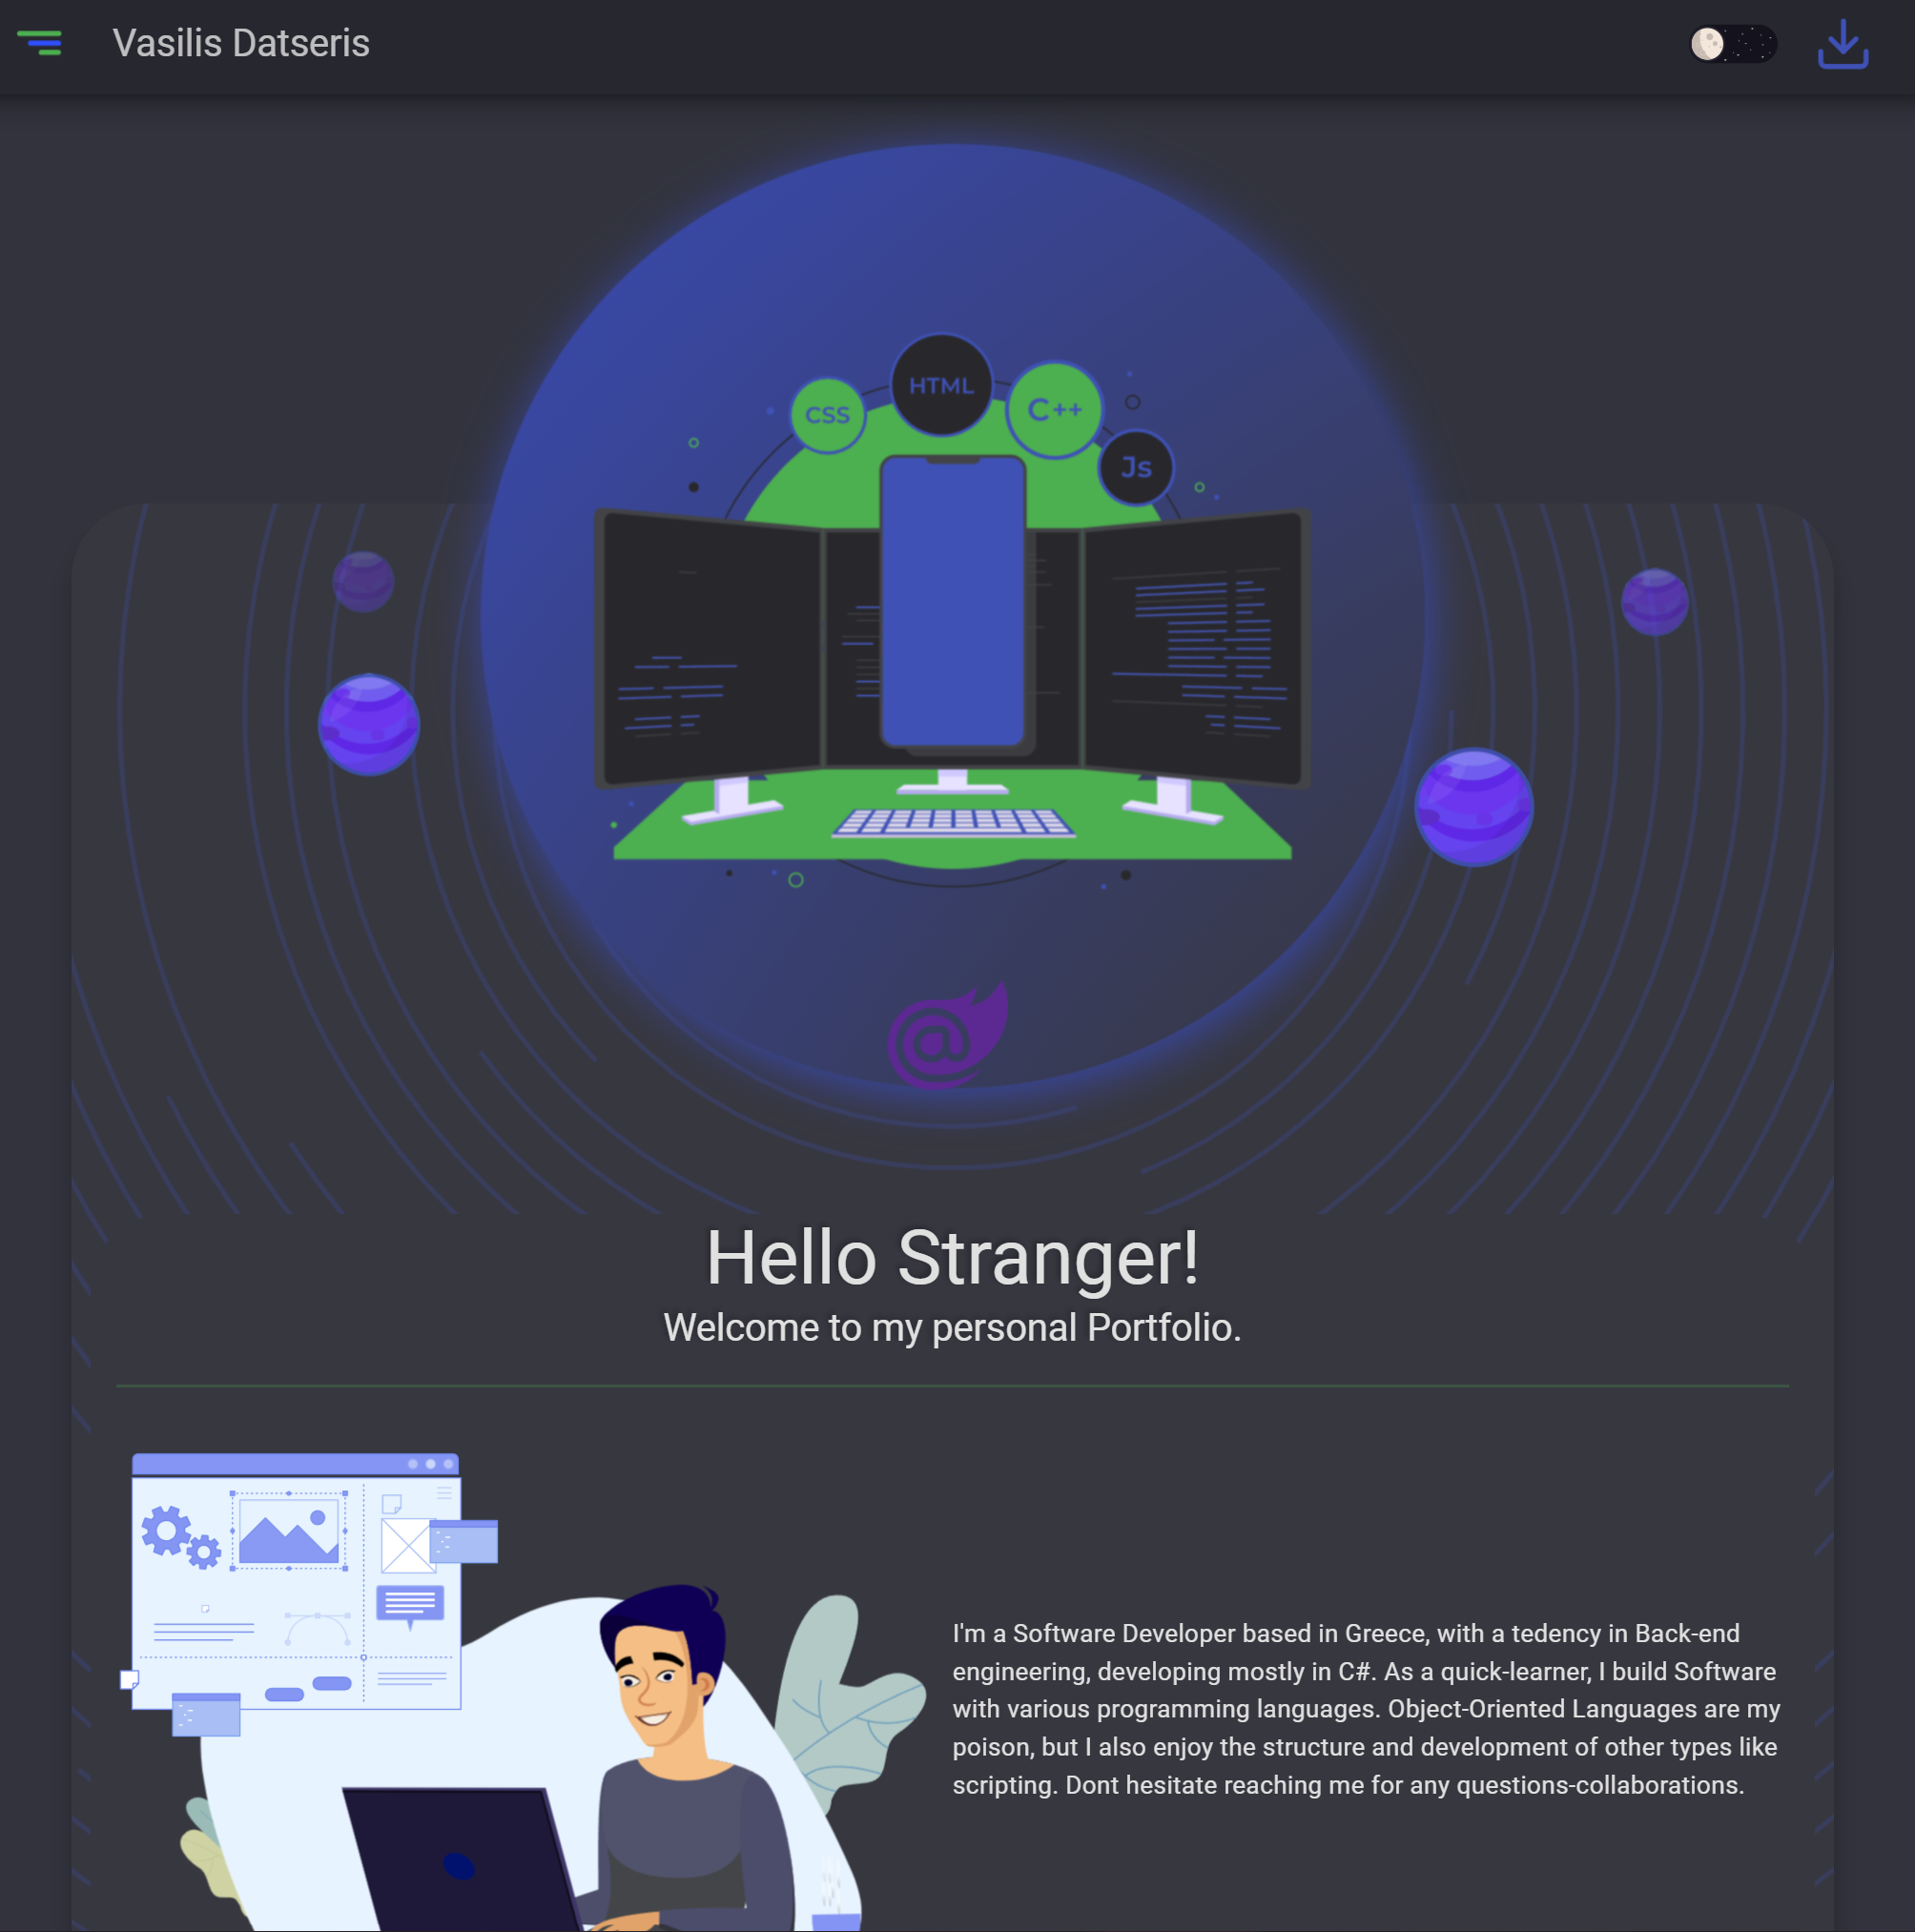 Vasilis Datseris
HTML
CSS
C++
Js
@
Hello Stranger!
Welcome to my personal Portfolio.
I'm a Software Developer based in Greece, with a tedency in Back-end
engineering, developing mostly in C#. As a quick-learner, I build Software
with various programming languages. Object-Oriented Languages are my
poison, but I also enjoy the structure and development of other types like
scripting. Dont hesitate reaching me for any questions-collaborations.